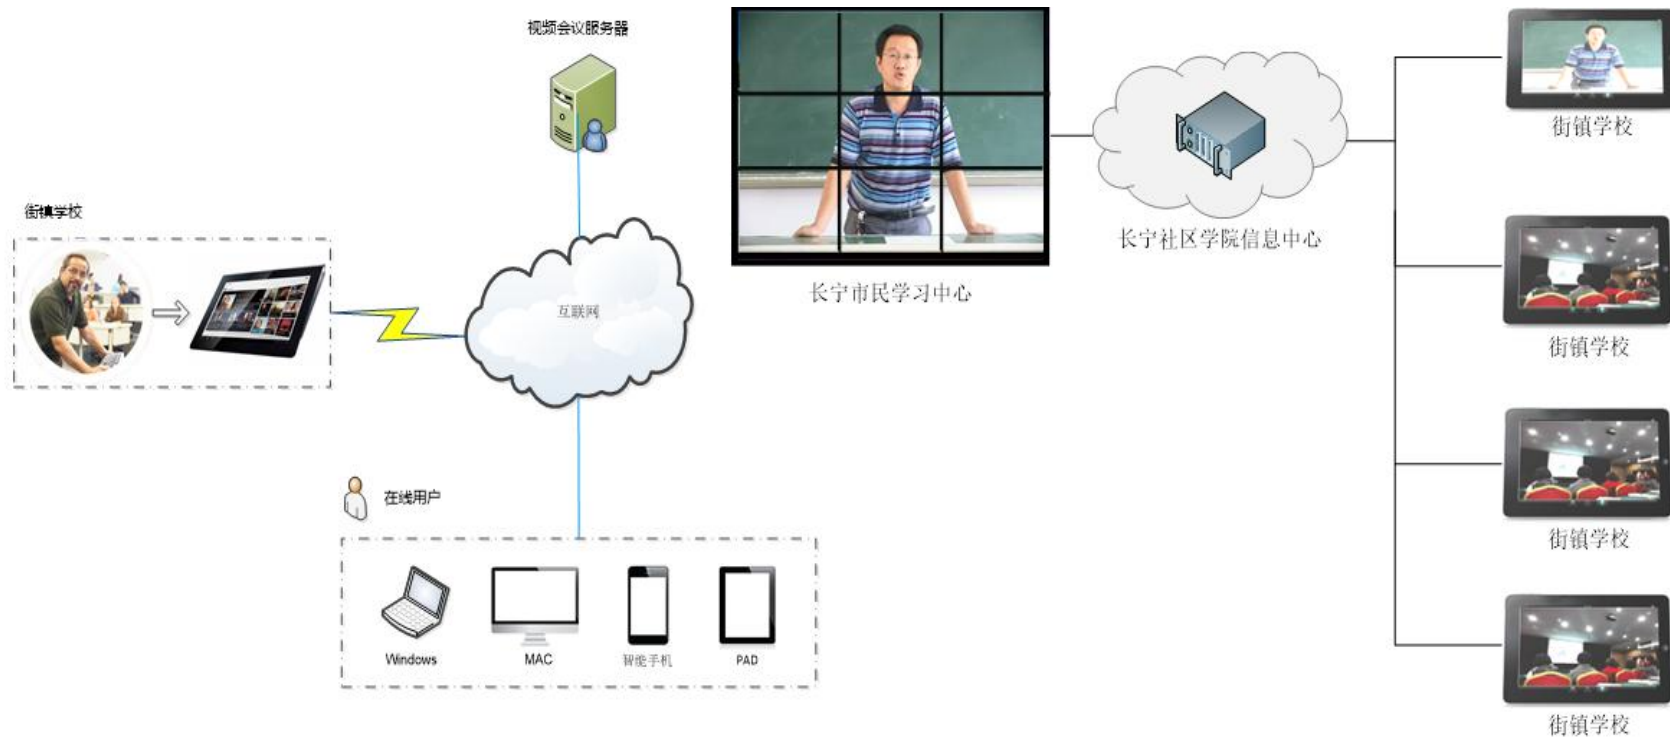 视频会议服务器
街镇学校
互联网
在线用户
Windows
MAC
智能手机
PAD
长宁市民学习中心
长宁社区学院信息中心
街镇学校
街镇学校
街镇学校
街镇学校